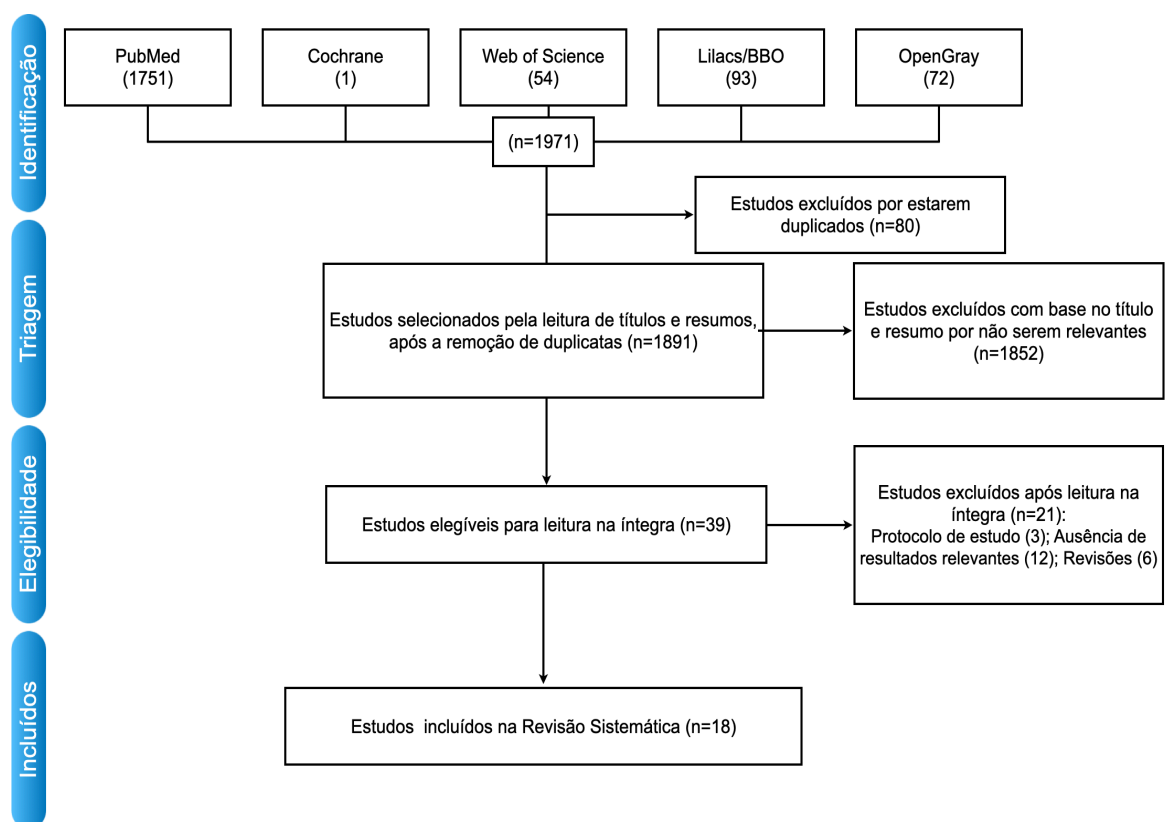 Identificação
PubMed
(1751)
Cochrane
(1)
Web of Science
(54)
Lilacs/BBO
(93)
OpenGray
(72)
(n=1971)
Estudos excluídos por estarem
duplicados (n=80)
Triagem
Estudos selecionados pela leitura de títulos e resumos,
após a remoção de duplicatas (n=1891)
Estudos excluídos com base no título
e resumo por não serem relevantes
(n=1852)
Elegibilidade
Estudos elegíveis para leitura na íntegra (n=39)
Estudos excluídos após leitura na
íntegra (n=21):
Protocolo de estudo (3); Ausência de
resultados relevantes (12); Revisões (6)
Incluídos
Estudos incluídos na Revisão Sistemática (n=18)